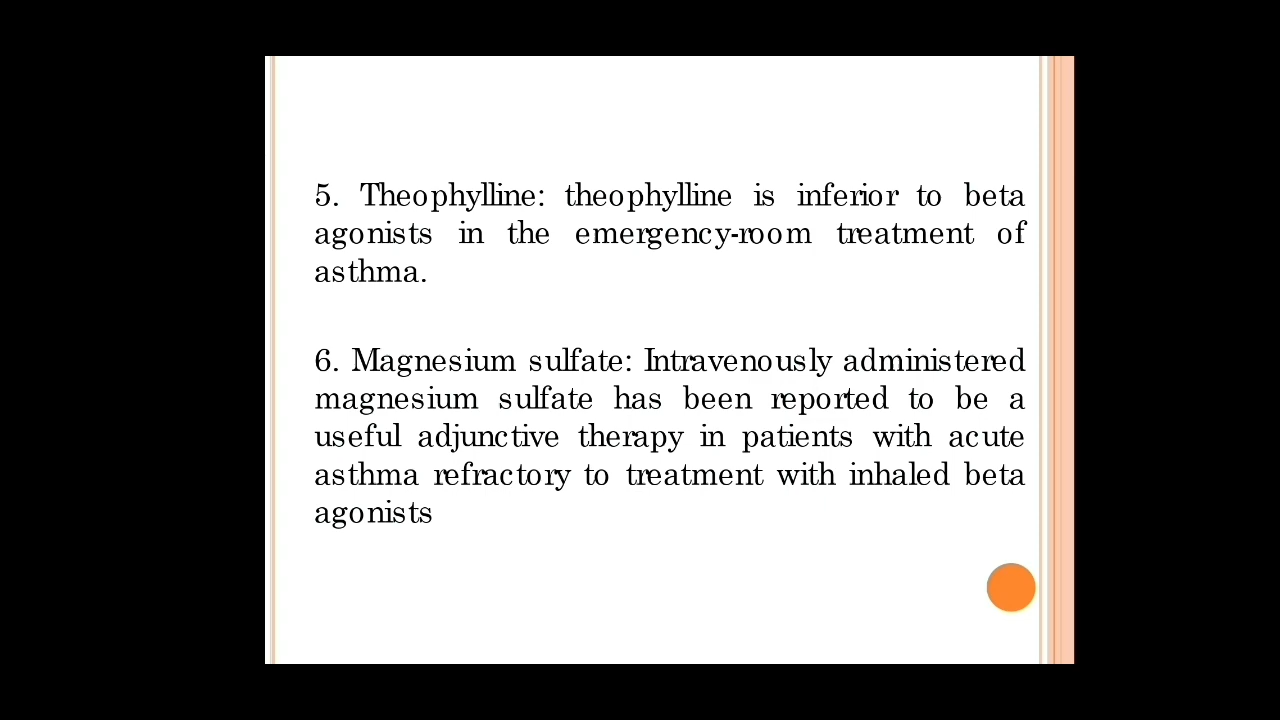 5. Theophylline: theophylline is inferior to beta
agonists in the emergency-room treatment of
asthma.
6. Magnesium sulfate: Intravenously administered
magnesium sulfate has been reported to be a
useful adjunctive therapy in patients with acute
asthma refractory to treatment with inhaled beta
agonists